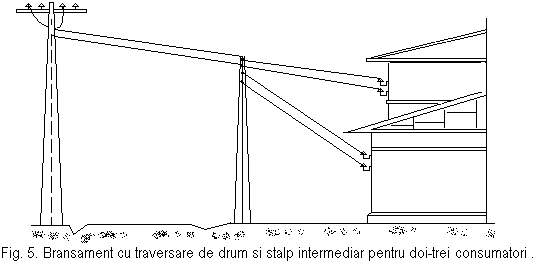 Fig. 5. Bransament cu traversare de drum si stalp intermediar pentru doi-trei consumatori .